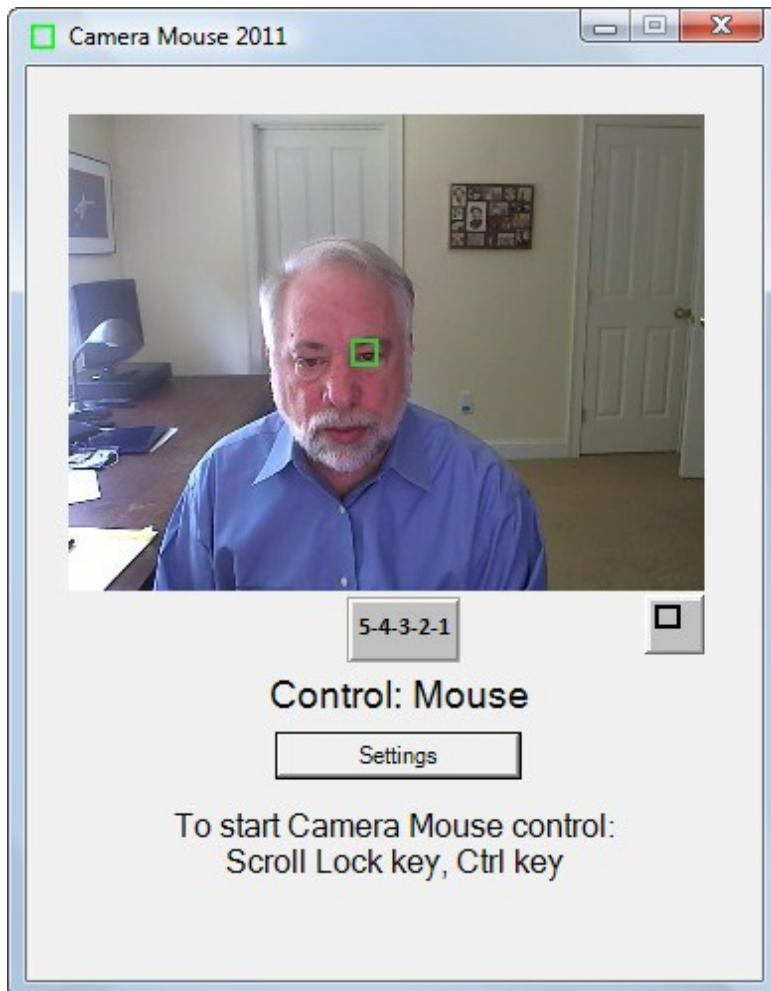 Camera Mouse 2011
5-4-3-2-1
Control: Mouse
Settings
To start Camera Mouse control:
Scroll Lock key, Ctrl key